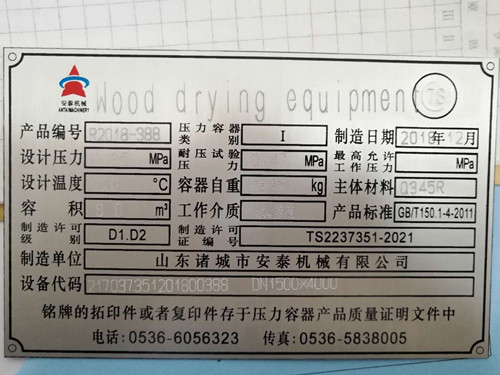 安泰机械
ANTAI MACHINERY
Wood drying equipment TS
产品编号 R2018-388 压力容器类别 I 制造日期 2018年12月
设计压力 MPa 耐压试验压力 MPa 最高允许工作压力 MPa
设计温度 ℃ 容器自重 kg 主体材料 Q345R
容积 m³ 工作介质 产品标准 GB/T150.1-4-2011
制造许可级别 D1.D2 制造许可证编号 TS2237351-2021
制造单位 山东诸城市安泰机械有限公司
设备代码 217037351201800388 DN1500×4000
铭牌的拓印件或者复印件存于压力容器产品质量证明文件中
电话:0536-6056323 传真:0536-5838005